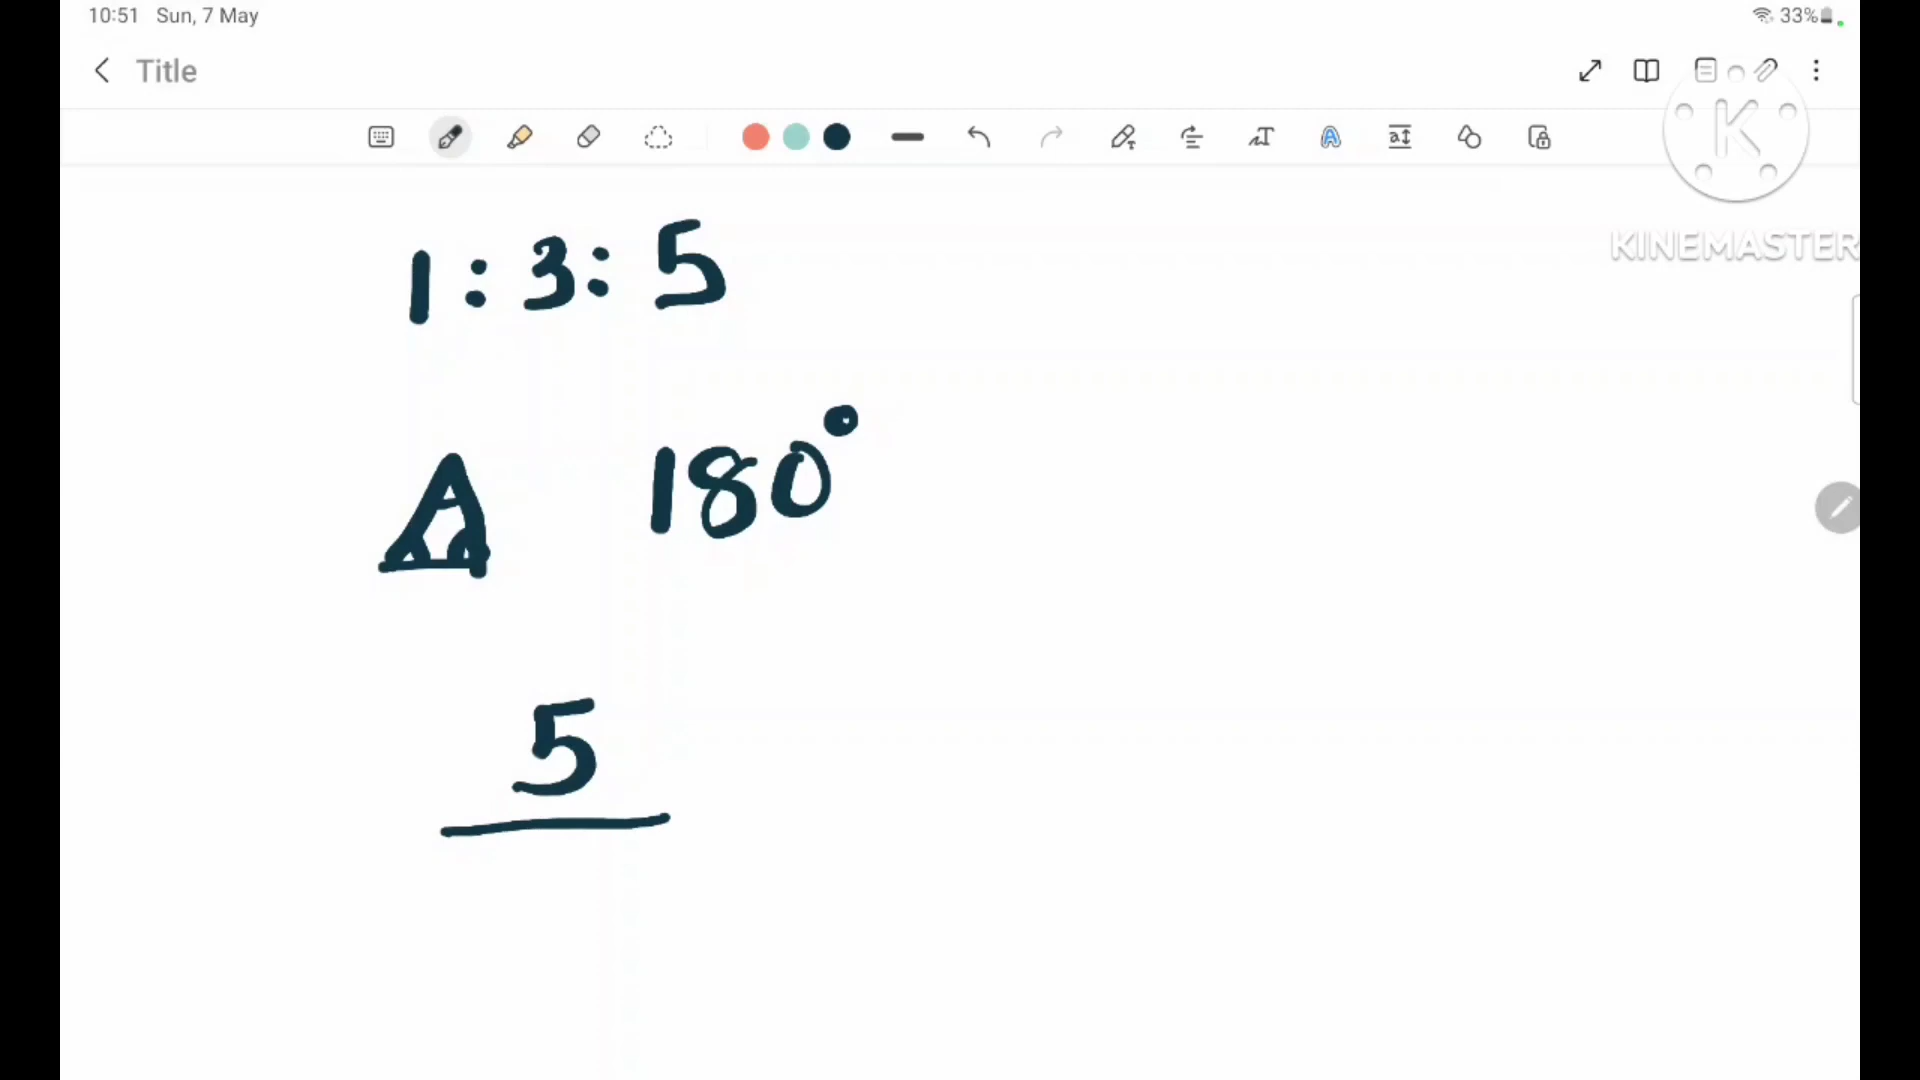 10:51 Sun, 7 May 33%
Title
KINEMASTER
1 : 3 : 5
180°
5